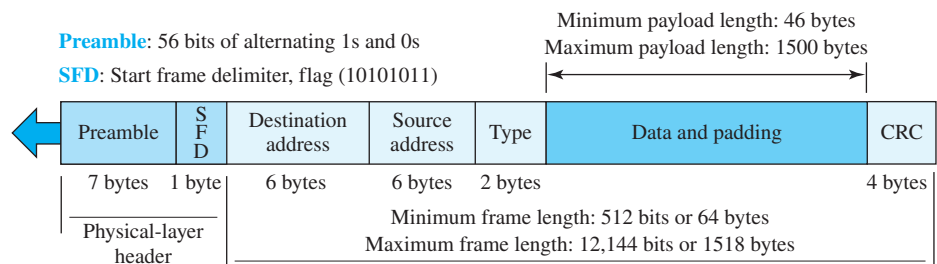 Minimum payload length: 46 bytes
Preamble: 56 bits of alternating 1s and 0s
Maximum payload length: 1500 bytes
SFD: Start frame delimiter, flag (10101011)
Preamble
S
F
D
Destination
address
Source
address
Type
Data and padding
CRC
7 bytes
1 byte
6 bytes
6 bytes
2 bytes
4 bytes
Physical-layer
header
Minimum frame length: 512 bits or 64 bytes
Maximum frame length: 12,144 bits or 1518 bytes